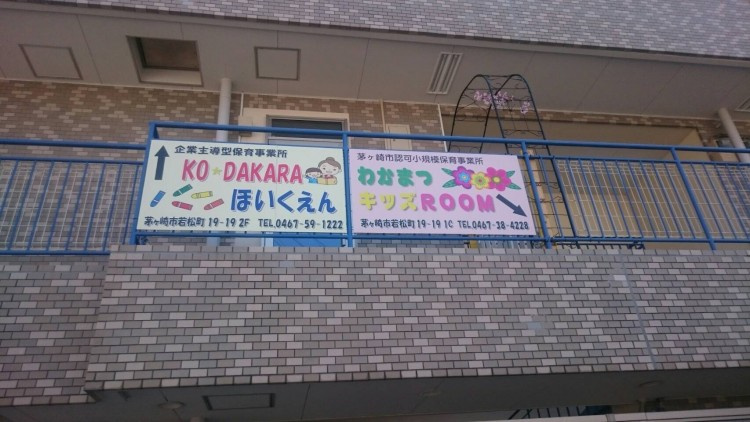 企業主導型保育事業所
KO★DAKARA
ほいくえん
茅ヶ崎市若松町 19-19 2F TEL.0467-59-1222
茅ヶ崎市認可小規模保育事業所
わかまつ
キッズROOM
茅ヶ崎市若松町 19-19 1C TEL.0467-38-4228